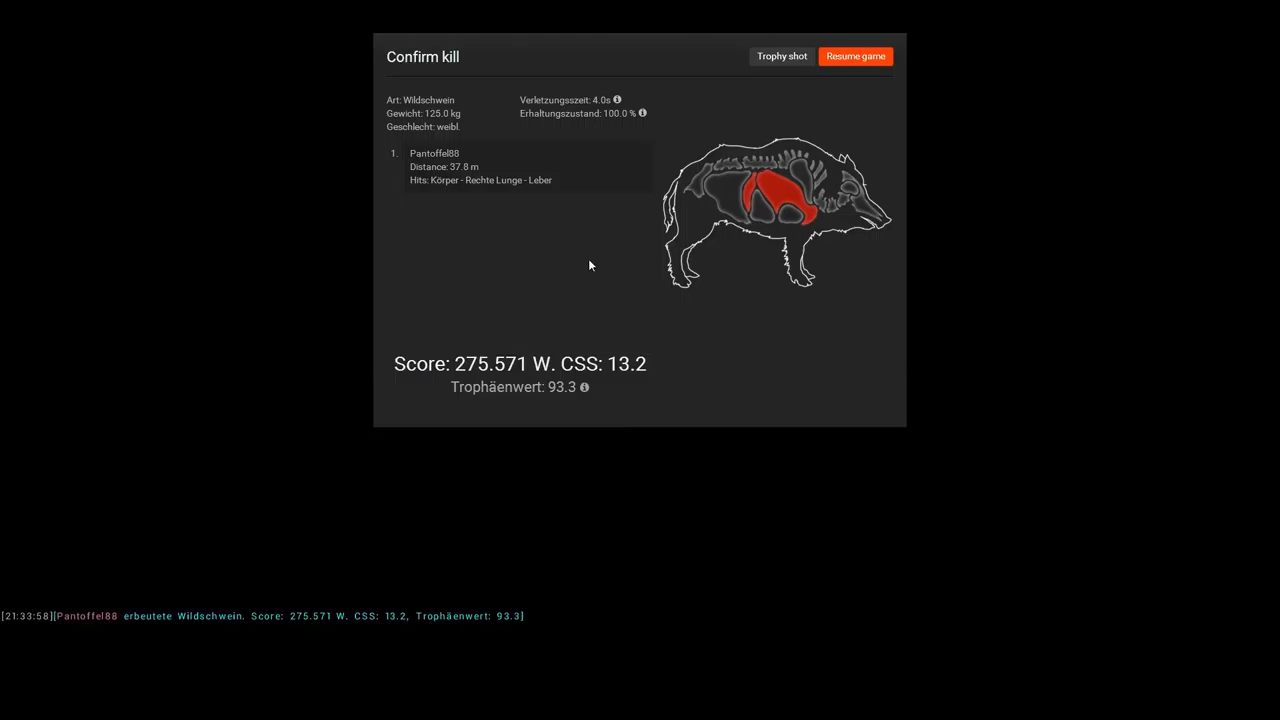 Confirm kill
Trophy shot
Resume game
Art: Wildschwein
Gewicht: 125.0 kg
Geschlecht: weibl.
Verletzungsszeit: 4.0s
Erhaltungszustand: 100.0 %
1.
Pantoffel88
Distance: 37.8 m
Hits: Körper - Rechte Lunge - Leber
Score: 275.571 W. CSS: 13.2
Trophäenwert: 93.3
[21:33:58][Pantoffel88 erbeutete Wildschwein. Score: 275.571 W. CSS: 13.2, Trophäenwert: 93.3]